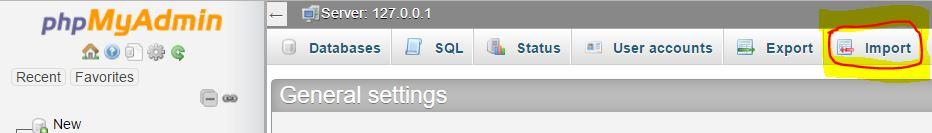 phpMyAdmin
Recent Favorites
New
Server: 127.0.0.1
Databases SQL Status User accounts Export Import
General settings